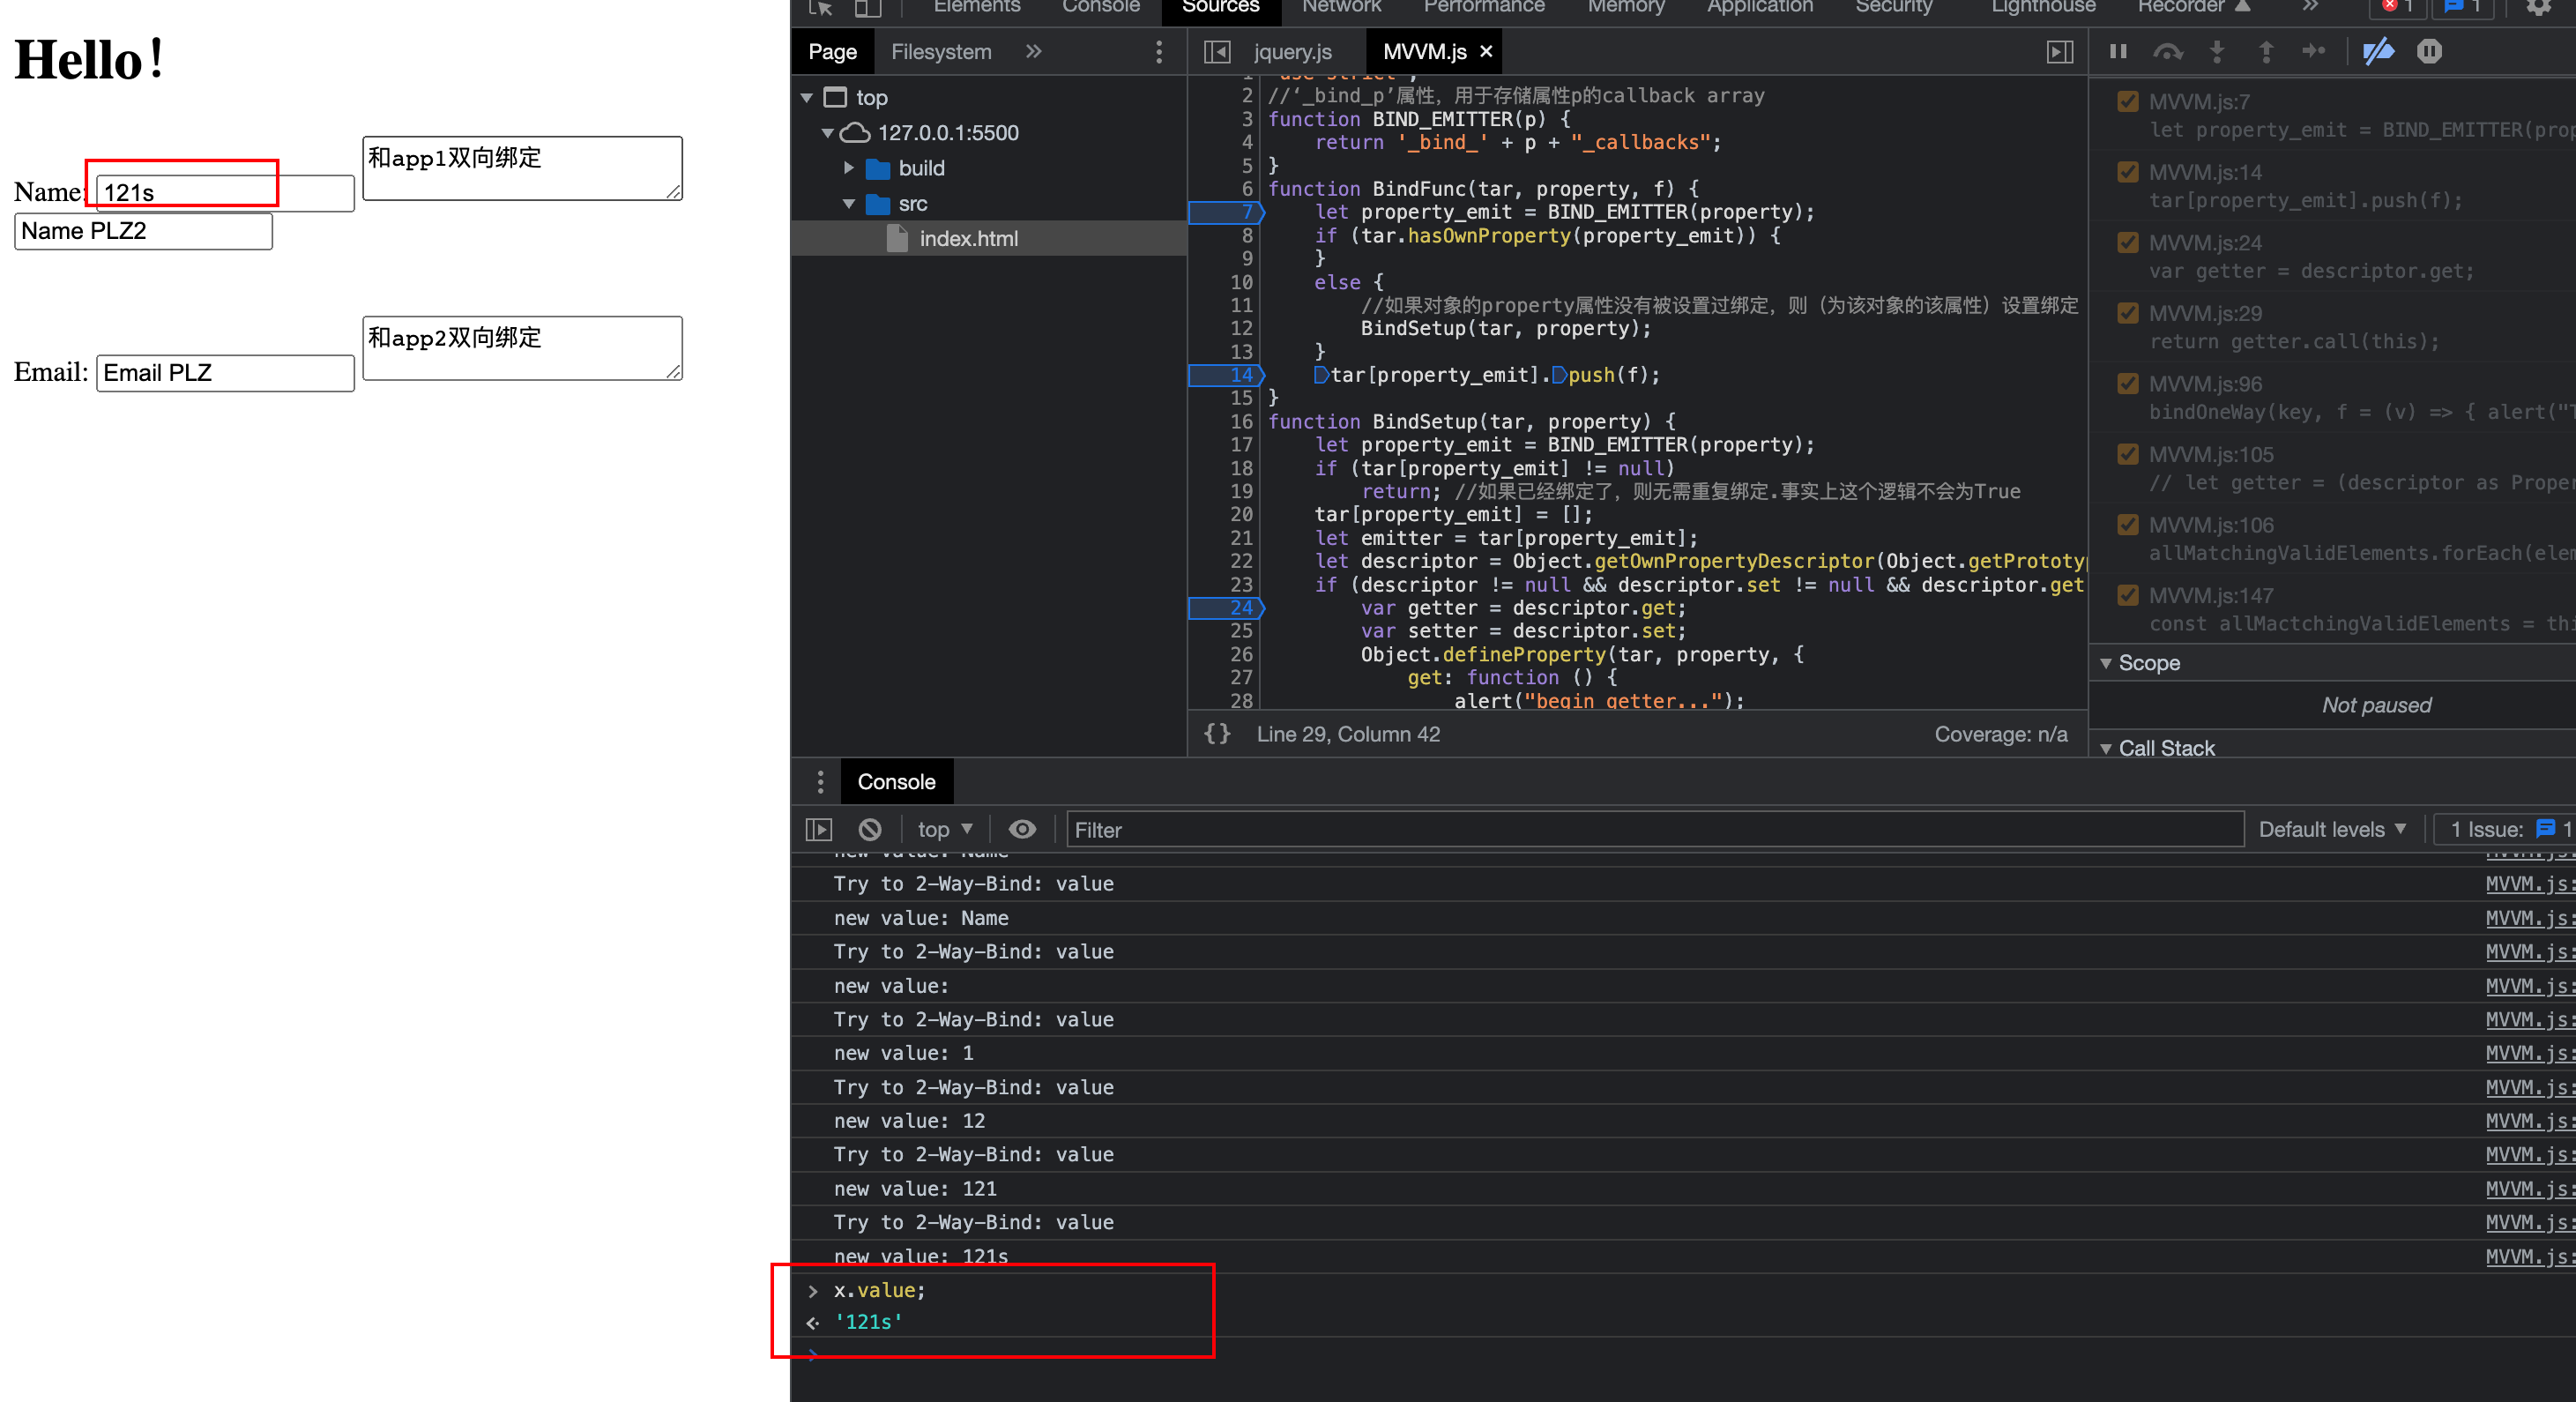 Hello!
Name: 121s
和app1双向绑定
Name PLZ2
Email: Email PLZ
和app2双向绑定
Elements Console Sources Network Performance Memory Application Security Lighthouse Recorder 1 1
Page Filesystem
jquery.js MVVM.js ×
top
127.0.0.1:5500
build
src
index.html
1 'use strict';
2 //‘_bind_p’属性，用于存储属性p的callback array
3 function BIND_EMITTER(p) {
4 return '_bind_' + p + "_callbacks";
5 }
6 function BindFunc(tar, property, f) {
7 let property_emit = BIND_EMITTER(property);
8 if (tar.hasOwnProperty(property_emit)) {
9 }
10 else {
11 //如果对象的property属性没有被设置过绑定，则（为该对象的该属性）设置绑定
12 BindSetup(tar, property);
13 }
14 tar[property_emit].push(f);
15 }
16 function BindSetup(tar, property) {
17 let property_emit = BIND_EMITTER(property);
18 if (tar[property_emit] != null)
19 return; //如果已经绑定了，则无需重复绑定.事实上这个逻辑不会为True
20 tar[property_emit] = [];
21 let emitter = tar[property_emit];
22 let descriptor = Object.getOwnPropertyDescriptor(Object.getPrototyp
23 if (descriptor != null && descriptor.set != null && descriptor.get
24 var getter = descriptor.get;
25 var setter = descriptor.set;
26 Object.defineProperty(tar, property, {
27 get: function () {
28 alert("begin getter...");
{} Line 29, Column 42 Coverage: n/a
MVVM.js:7
let property_emit = BIND_EMITTER(prop
MVVM.js:14
tar[property_emit].push(f);
MVVM.js:24
var getter = descriptor.get;
MVVM.js:29
return getter.call(this);
MVVM.js:96
bindOneWay(key, f = (v) => { alert("T
MVVM.js:105
// let getter = (descriptor as Proper
MVVM.js:106
allMatchingValidElements.forEach(elem
MVVM.js:147
const allMactchingValidElements = thi
Scope
Not paused
Call Stack
Console
top Filter Default levels 1 Issue: 1
new value: Name
Try to 2-Way-Bind: value MVVM.js:
new value: Name MVVM.js:
Try to 2-Way-Bind: value MVVM.js:
new value: MVVM.js:
Try to 2-Way-Bind: value MVVM.js:
new value: 1 MVVM.js:
Try to 2-Way-Bind: value MVVM.js:
new value: 12 MVVM.js:
Try to 2-Way-Bind: value MVVM.js:
new value: 121 MVVM.js:
Try to 2-Way-Bind: value MVVM.js:
new value: 121s MVVM.js:
> x.value;
'121s'